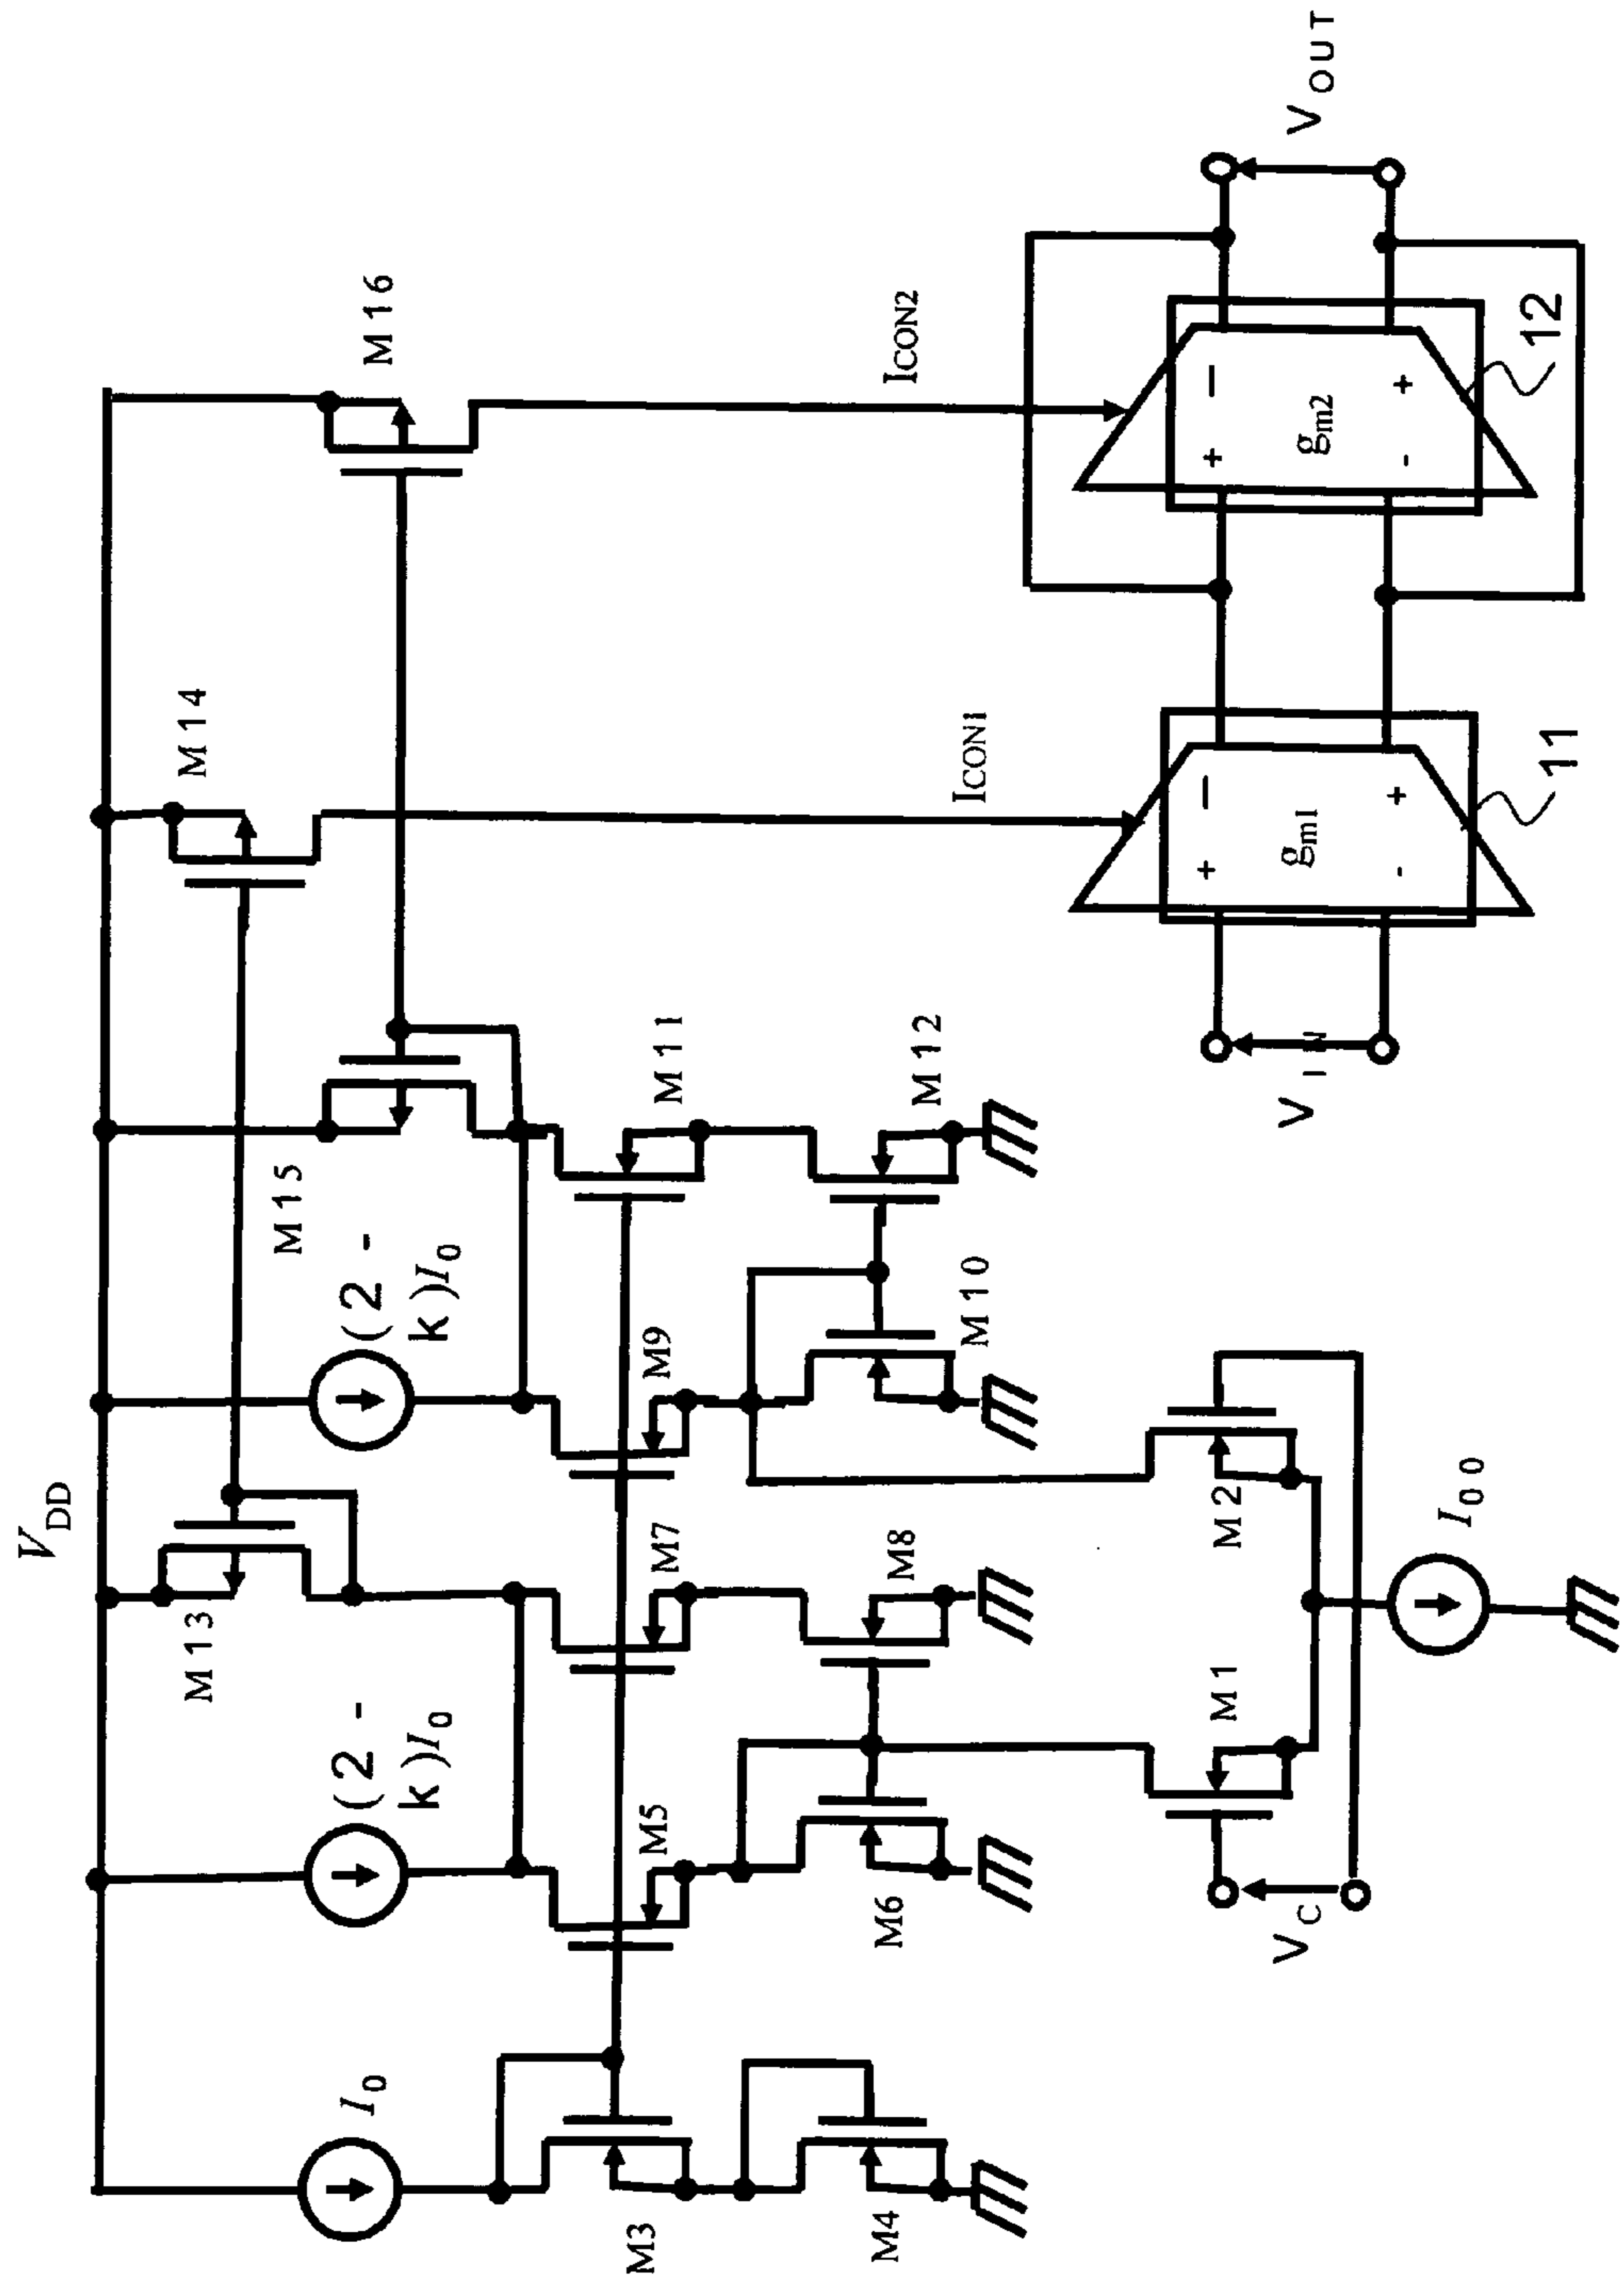 V_DD
I_0
(2 -
k)I_0
M13
(2 -
k)I_0
M15
M14
M16
M3
M5
M7
M9
M11
M4
M6
M8
M10
M12
I_CON1
I_CON2
V_C
M1
M2
I_00
V_IN
+
−
g_m1
-
+
11
+
−
g_m2
-
+
12
V_OUT